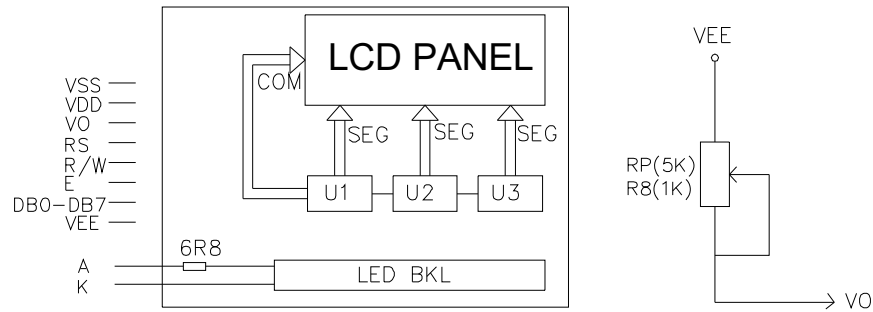 LCD PANEL
COM
SEG
SEG
SEG
U1
U2
U3
VSS
VDD
VO
RS
R/W
E
DB0-DB7
VEE
A
K
6R8
LED BKL
VEE
RP(5K)
R8(1K)
VO